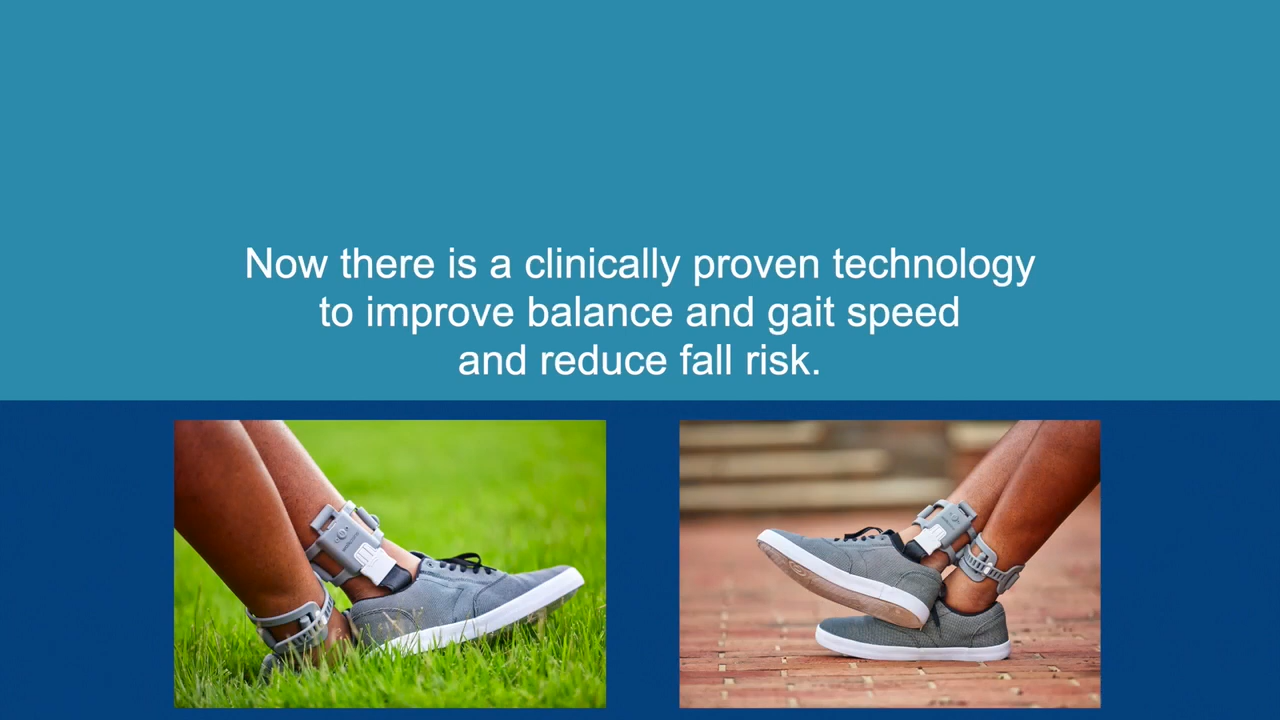 Now there is a clinically proven technology
to improve balance and gait speed
and reduce fall risk.